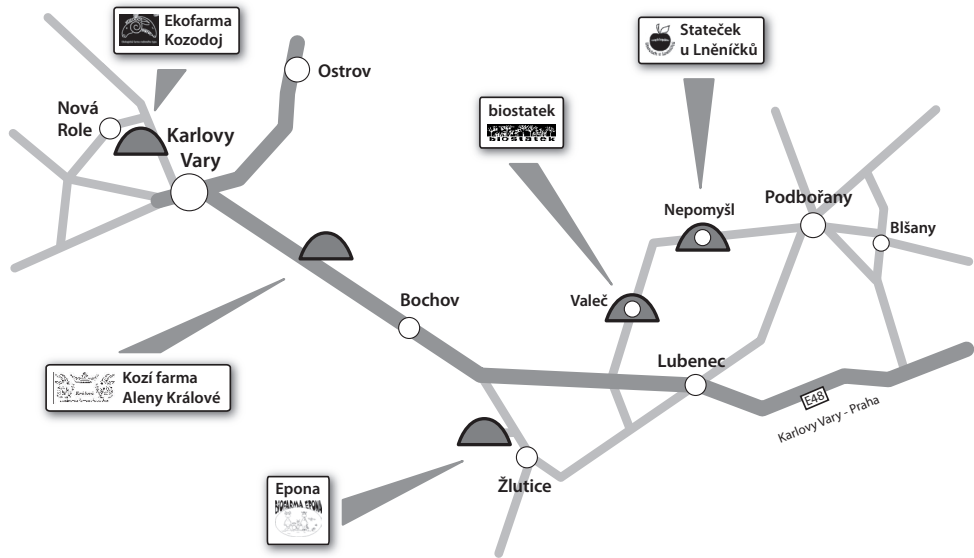 Ekofarma
Kozodoj
Stateček
u Lněníčků
Ostrov
biostatek
biostatek
Nová
Role
Karlovy
Vary
Nepomyšl
Podbořany
Blšany
Valeč
Bochov
Lubenec
Kozí farma
Aleny Králové
E48
Karlovy Vary - Praha
Žlutice
Epona
BIOFARMA EPONA